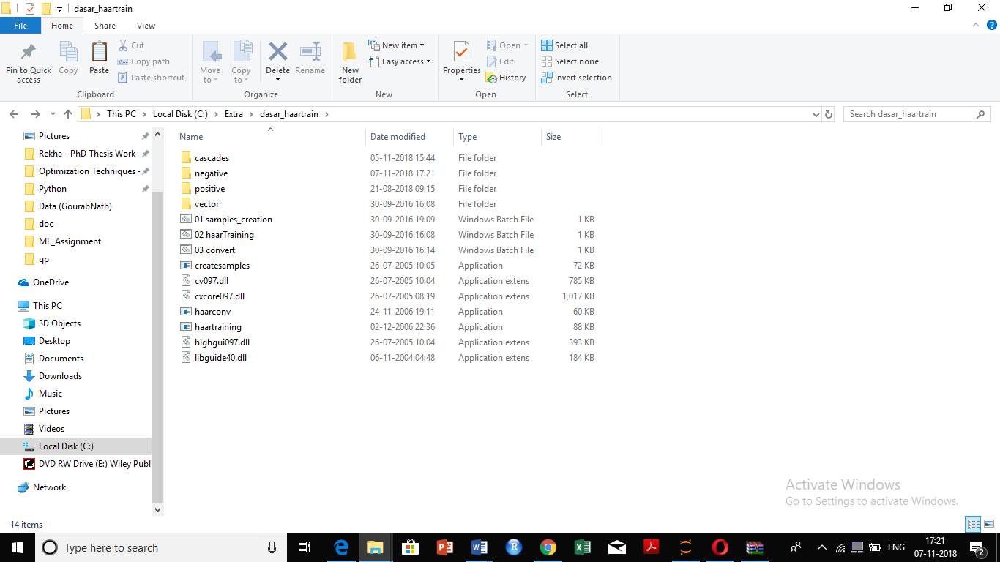 dasar_haartrain
File Home Share View
Pin to Quick access
Copy
Paste
Cut
Copy path
Paste shortcut
Clipboard
Move to
Copy to
Delete
Rename
Organize
New folder
New item
Easy access
New
Properties
Open
Edit
History
Open
Select all
Select none
Invert selection
Select
This PC > Local Disk (C:) > Extra > dasar_haartrain >
Search dasar_haartrain
Pictures
Rekha - PhD Thesis Work
Optimization Techniques -
Python
Data (GourabNath)
doc
ML_Assignment
qp
OneDrive
This PC
3D Objects
Desktop
Documents
Downloads
Music
Pictures
Videos
Local Disk (C:)
DVD RW Drive (E:) Wiley Publ
Network
Name Date modified Type Size
cascades 05-11-2018 15:44 File folder
negative 07-11-2018 17:21 File folder
positive 21-08-2018 09:15 File folder
vector 30-09-2016 16:08 File folder
01 samples_creation 30-09-2016 19:09 Windows Batch File 1 KB
02 haarTraining 30-09-2016 16:08 Windows Batch File 1 KB
03 convert 30-09-2016 16:14 Windows Batch File 1 KB
createsamples 26-07-2005 10:05 Application 72 KB
cv097.dll 26-07-2005 10:04 Application extens 785 KB
cxcore097.dll 26-07-2005 08:19 Application extens 1,017 KB
haarconv 24-11-2006 19:11 Application 60 KB
haartraining 02-12-2006 22:36 Application 88 KB
highgui097.dll 26-07-2005 10:04 Application extens 393 KB
libguide40.dll 06-11-2004 04:48 Application extens 184 KB
Activate Windows
Go to Settings to activate Windows.
14 items
Type here to search
ENG
17:21
07-11-2018
2